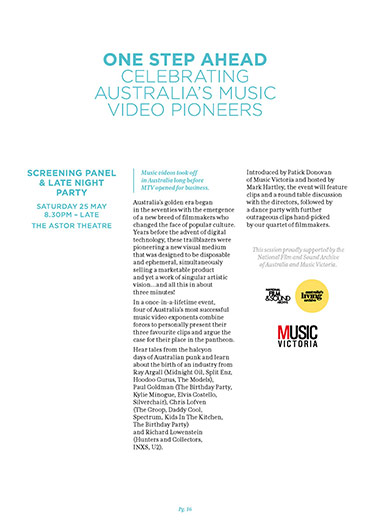 ONE STEP AHEAD
CELEBRATING
AUSTRALIA'S MUSIC
VIDEO PIONEERS
SCREENING PANEL
& LATE NIGHT
PARTY
SATURDAY 25 MAY
8.30PM – LATE
THE ASTOR THEATRE
Music videos took off
in Australia long before
MTV opened for business.
Australia's golden era began
in the seventies with the emergence
of a new breed of filmmakers who
changed the face of popular culture.
Years before the advent of digital
technology, these trailblazers were
pioneering a new visual medium
that was designed to be disposable
and ephemeral, simultaneously
selling a marketable product
and yet a work of singular artistic
vision...and all this in about
three minutes!
In a once-in-a-lifetime event,
four of Australia's most successful
music video exponents combine
forces to personally present their
three favourite clips and argue the
case for their place in the pantheon.
Hear tales from the halcyon
days of Australian punk and learn
about the birth of an industry from
Ray Argall (Midnight Oil, Split Enz,
Hoodoo Gurus, The Models),
Paul Goldman (The Birthday Party,
Kylie Minogue, Elvis Costello,
Silverchair), Chris Lofven
(The Groop, Daddy Cool,
Spectrum, Kids In The Kitchen,
The Birthday Party)
and Richard Lowenstein
(Hunters and Collectors,
INXS, U2).
Introduced by Patick Donovan
of Music Victoria and hosted by
Mark Hartley, the event will feature
clips and a round table discussion
with the directors, followed by
a dance party with further
outrageous clips hand-picked
by our quartet of filmmakers.
This session proudly supported by the
National Film and Sound Archive
of Australia and Music Victoria.
NATIONAL
FILM
&SOUND
ARCHIVE
australia's
living
archive
MUSIC
VICTORIA
Pg. 16